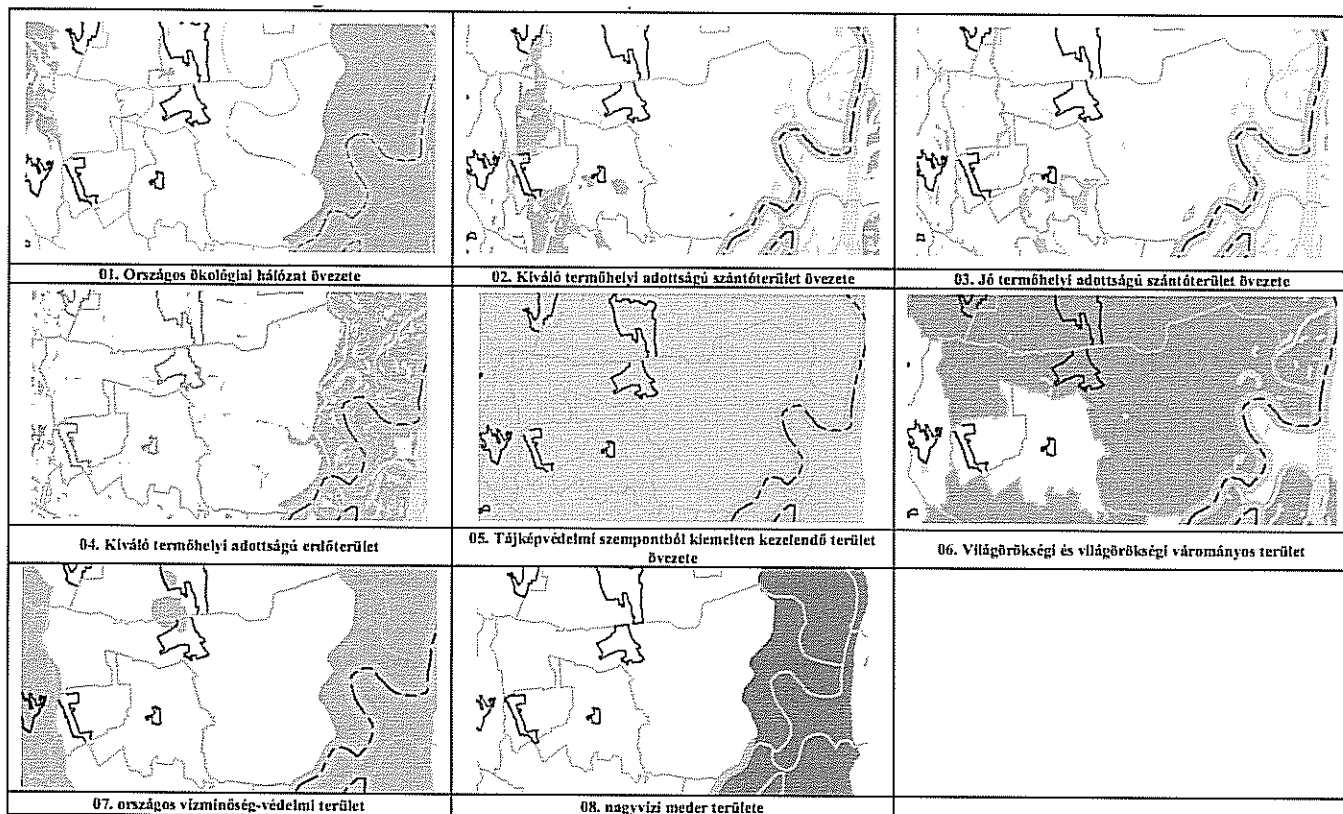 01. Országos ökológiai hálózat övezete
02. Kiváló termőhelyi adottságú szántóterület övezete
03. Jó termőhelyi adottságú szántóterület övezete
04. Kiváló termőhelyi adottságú erdőterület
05. Tájképvédelmi szempontból kiemelten kezelendő terület
övezete
06. Világörökségi és világörökségi várományos terület
07. országos vízminőség-védelmi terület
08. nagyvízi meder területe